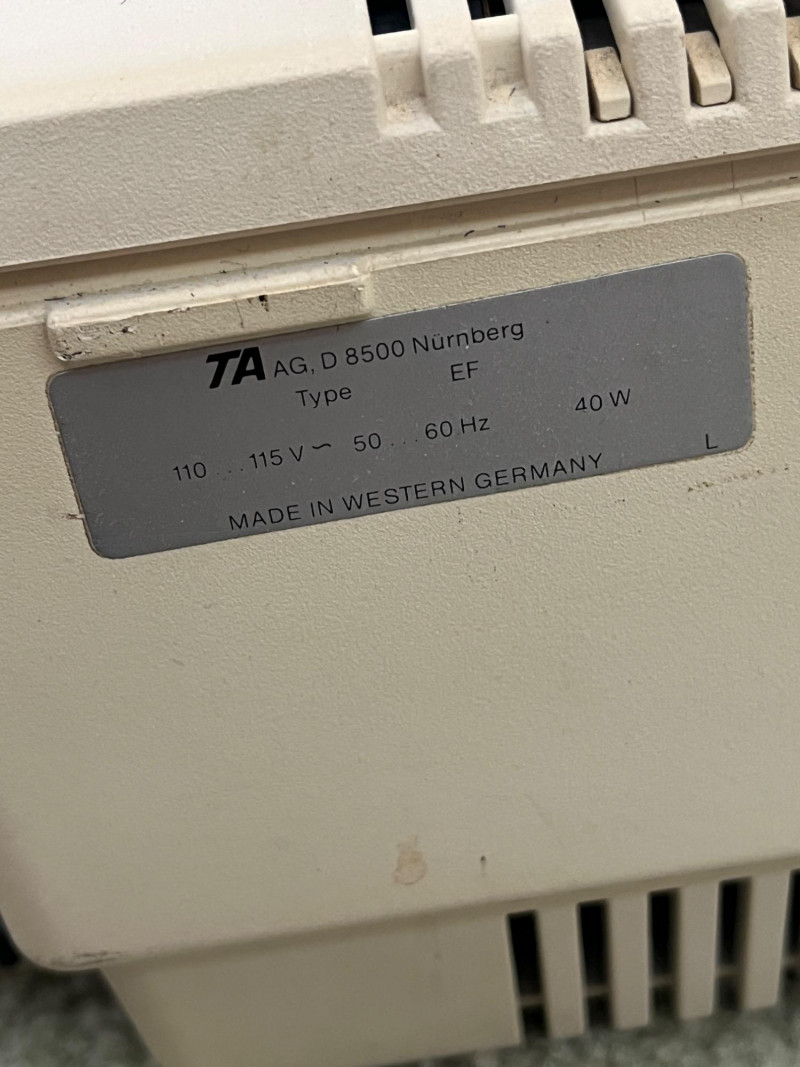 TA AG, D 8500 Nürnberg
Type EF
110 ... 115 V ~ 50 ... 60 Hz 40 W
MADE IN WESTERN GERMANY L